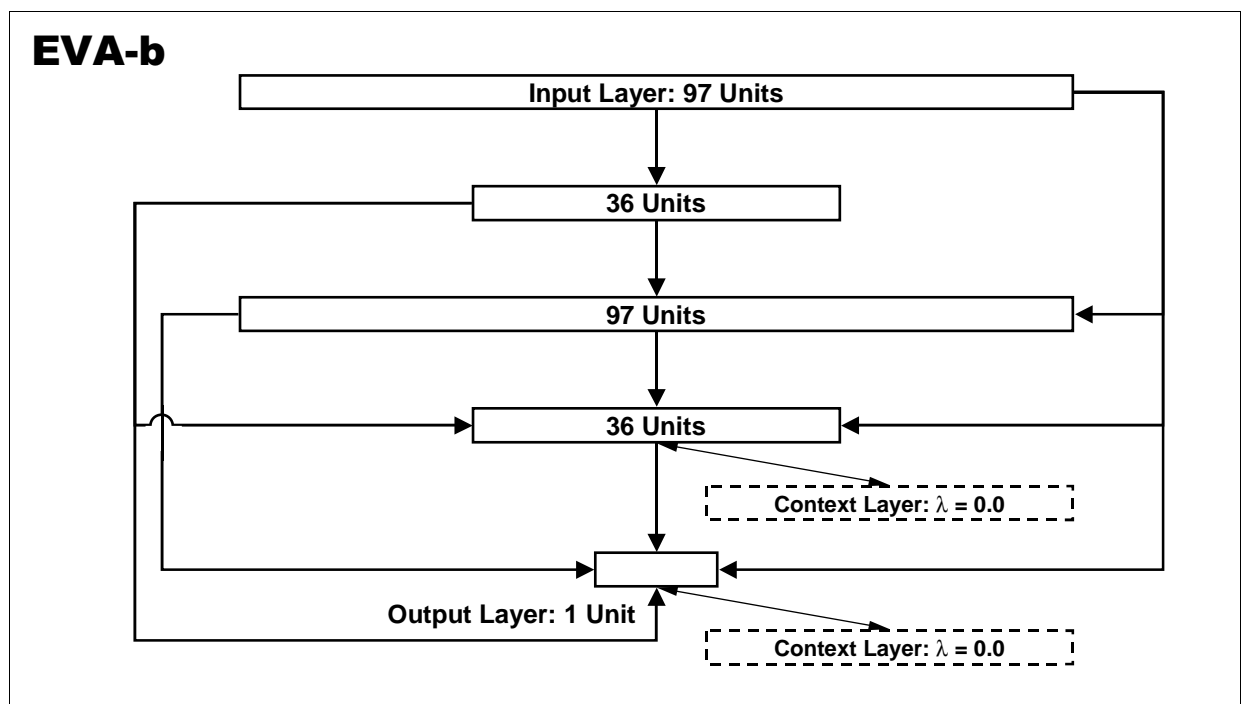 EVA-b
Input Layer: 97 Units
36 Units
97 Units
36 Units
Context Layer: λ = 0.0
Output Layer: 1 Unit
Context Layer: λ = 0.0